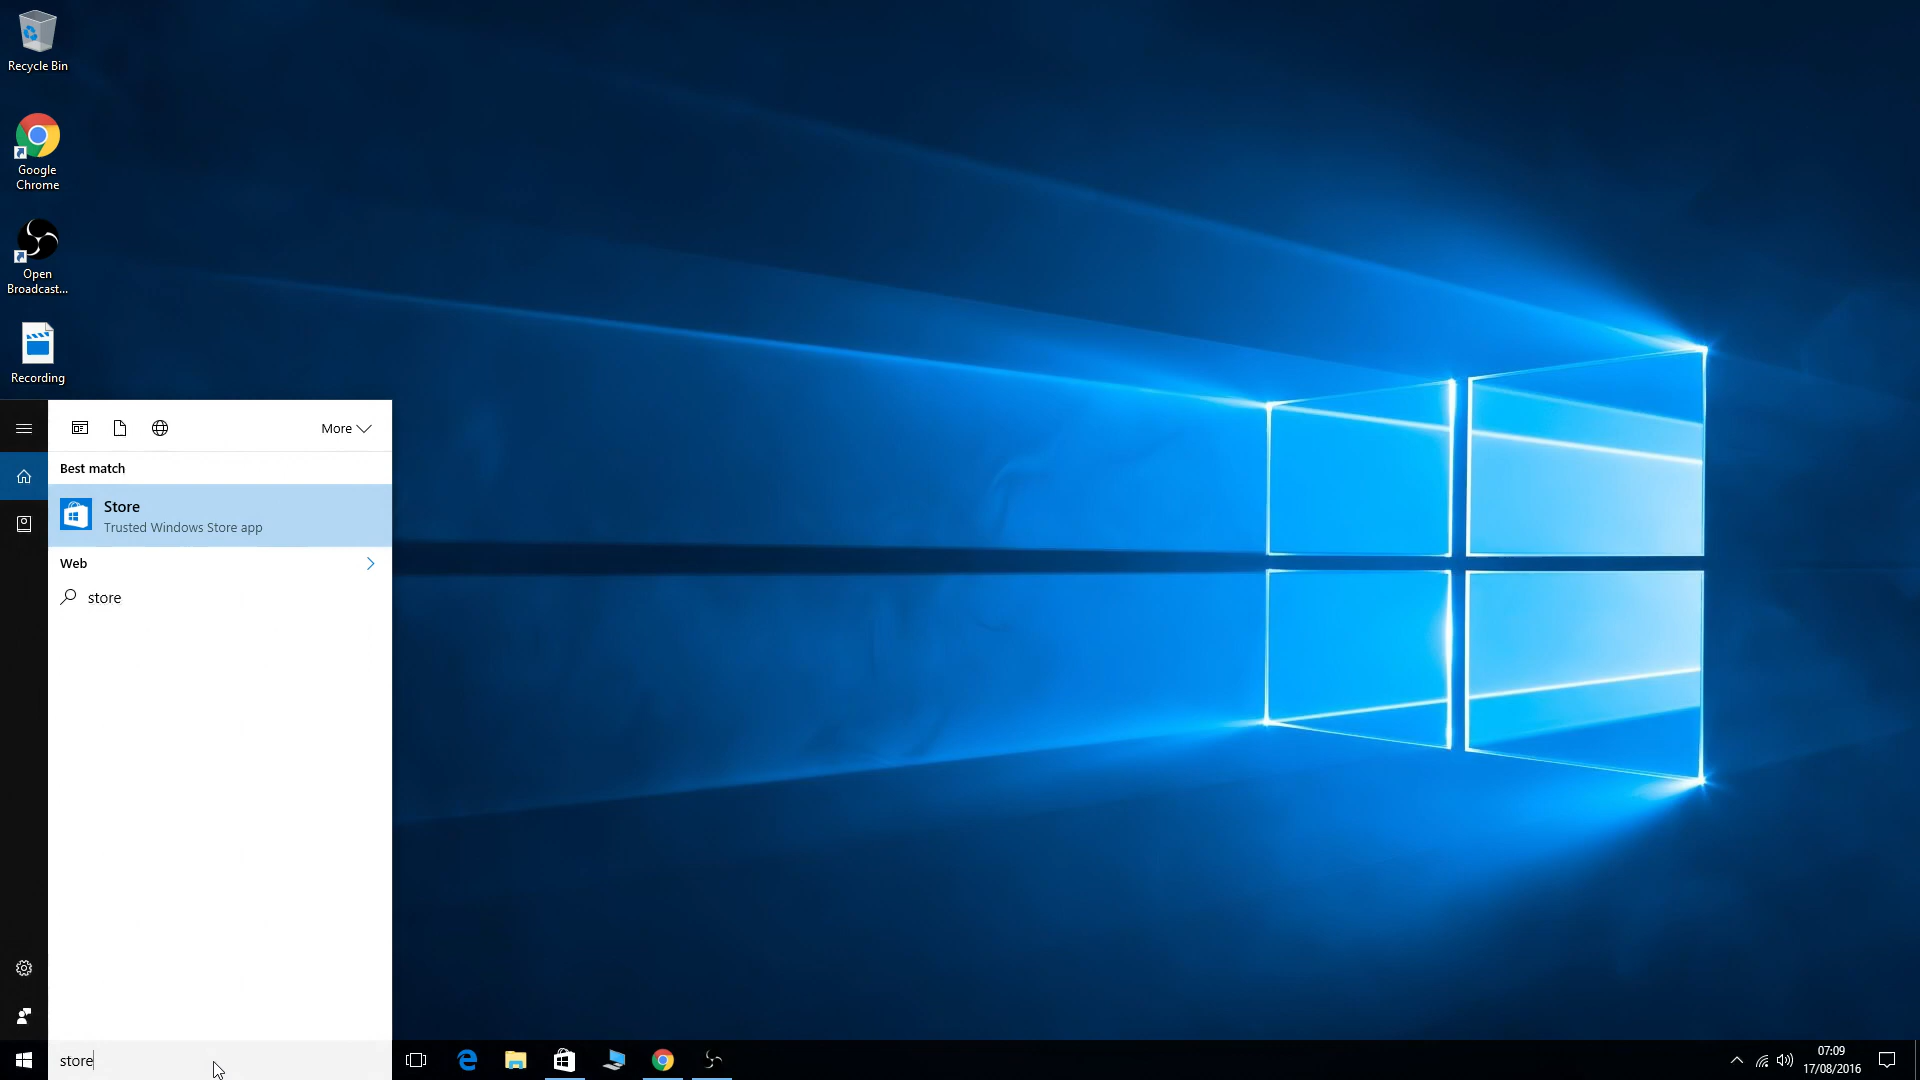 Recycle Bin
Google
Chrome
Open
Broadcast...
Recording
More
Best match
Store
Trusted Windows Store app
Web
store
store
07:09
17/08/2016